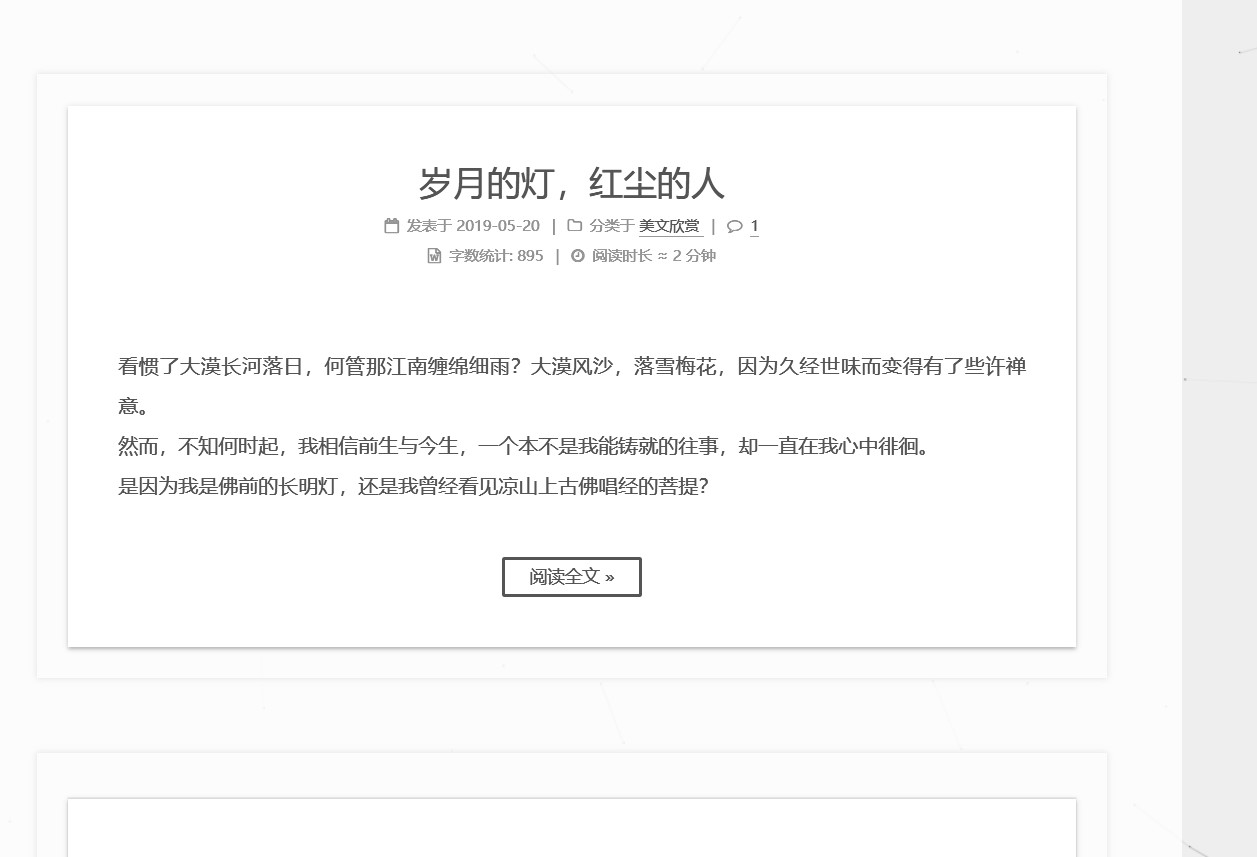 岁月的灯，红尘的人
发表于 2019-05-20 | 分类于 美文欣赏 | 1
字数统计: 895 | 阅读时长 ≈ 2 分钟
看惯了大漠长河落日，何管那江南缠绵细雨？大漠风沙，落雪梅花，因为久经世味而变得有了些许禅
意。
然而，不知何时起，我相信前生与今生，一个本不是我能铸就的往事，却一直在我心中徘徊。
是因为我是佛前的长明灯，还是我曾经看见凉山上古佛唱经的菩提？
阅读全文 »